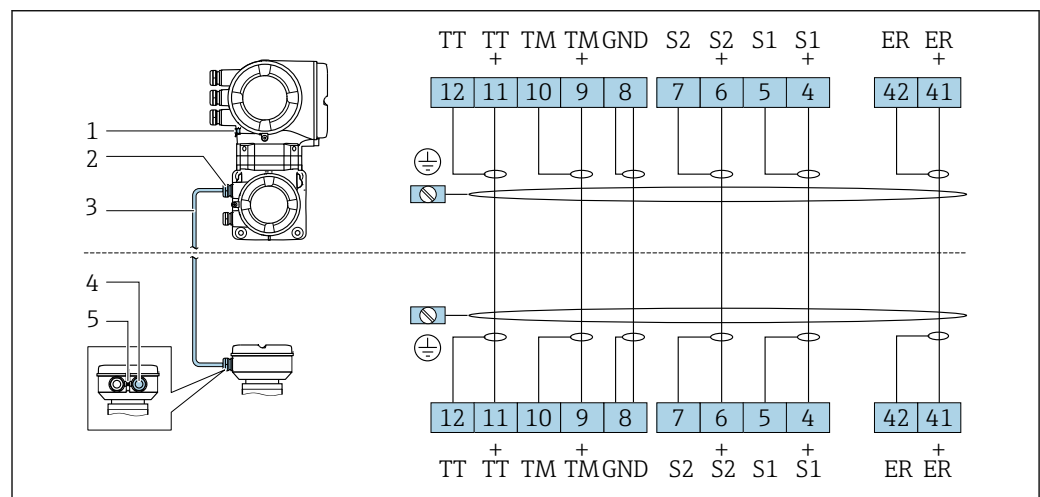 TT TT TM TM GND S2 S2 S1 S1 ER ER
+ + + + +
12 11 10 9 8 7 6 5 4 42 41
1
2
3
4
5
12 11 10 9 8 7 6 5 4 42 41
+ + + + +
TT TT TM TM GND S2 S2 S1 S1 ER ER